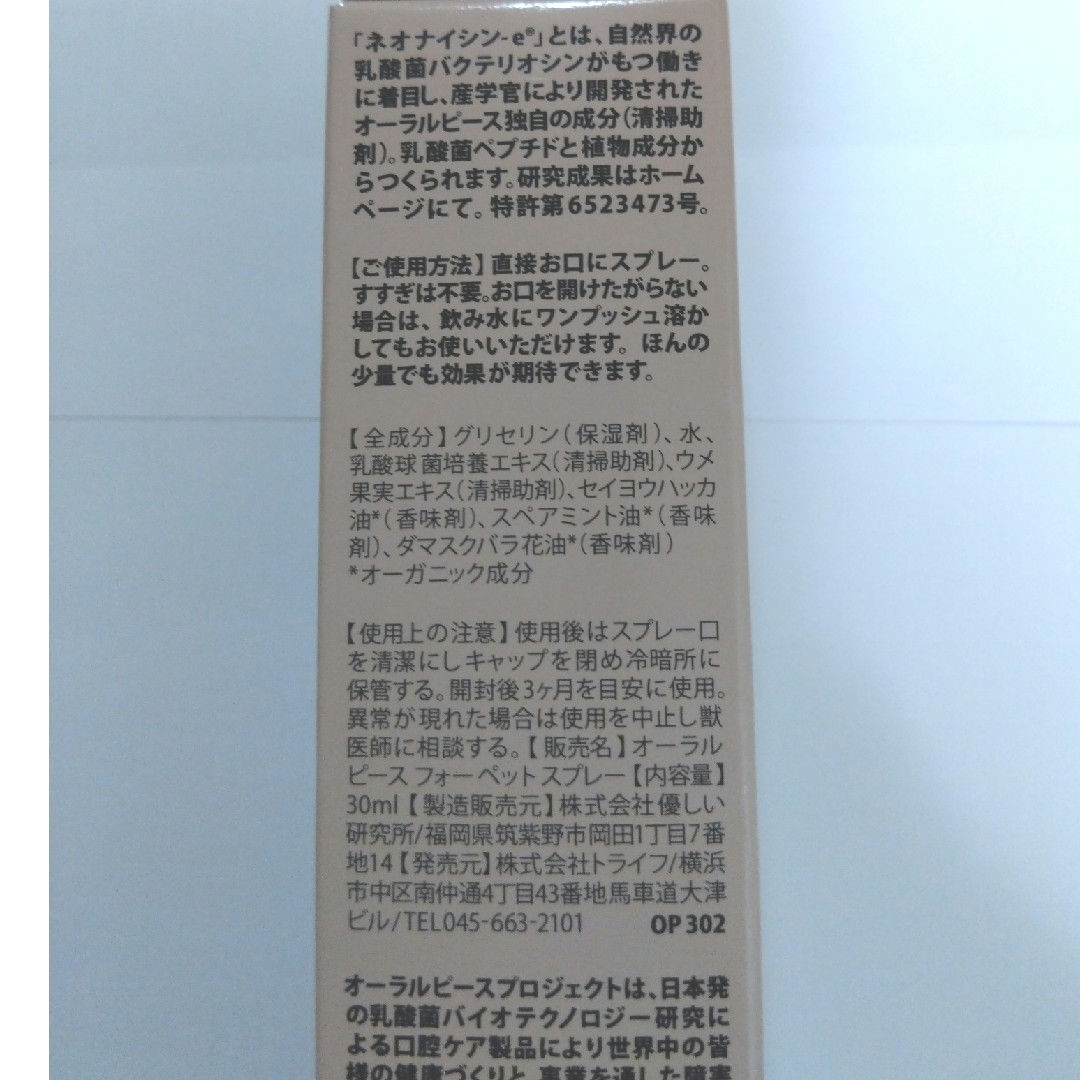 「ネオナイシン-e®」とは、自然界の
乳酸菌バクテリオシンがもつ働き
に着目し、産学官により開発された
オーラルピース独自の成分（清掃助
剤）。乳酸菌ペプチドと植物成分か
らつくられます。研究成果はホーム
ページにて。特許第6523473号。
【ご使用方法】直接お口にスプレー。
すすぎは不要。お口を開けたがらない
場合は、飲み水にワンプッシュ溶か
してもお使いいただけます。ほんの
少量でも効果が期待できます。
【全成分】グリセリン（保湿剤）、水、
乳酸球菌培養エキス（清掃助剤）、ウメ
果実エキス（清掃助剤）、セイヨウハッカ
油*（香味剤）、スペアミント油*（香味
剤）、ダマスクバラ花油*（香味剤）
*オーガニック成分
【使用上の注意】使用後はスプレー口
を清潔にしキャップを閉め冷暗所に
保管する。開封後3ヶ月を目安に使用。
異常が現れた場合は使用を中止し獣
医師に相談する。【販売名】オーラル
ピース フォー ペット スプレー【内容量】
30ml【製造販売元】株式会社優しい
研究所/福岡県筑紫野市岡田1丁目7番
地14【発売元】株式会社トライフ/横浜
市中区南仲通4丁目43番地馬車道大津
ビル/TEL045-663-2101 OP 302
オーラルピースプロジェクトは、日本発
の乳酸菌バイオテクノロジー研究に
よる口腔ケア製品により世界中の皆
様の健康づくりと、事業を通した障害